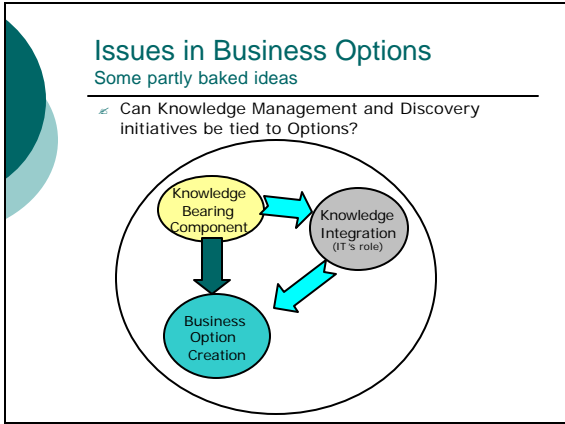 Issues in Business Options
Some partly baked ideas
Can Knowledge Management and Discovery
initiatives be tied to Options?
Knowledge
Bearing
Component
Knowledge
Integration
(IT's role)
Business
Option
Creation